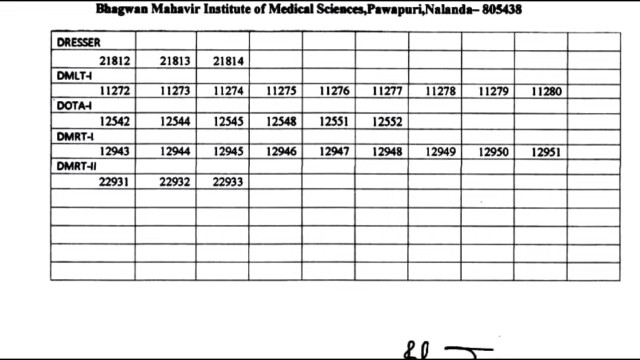 Bhagwan Mahavir Institute of Medical Sciences,Pawapuri,Nalanda– 805438
DRESSER
21812 21813 21814
DMLT-I
11272 11273 11274 11275 11276 11277 11278 11279 11280
DOTA-I
12542 12544 12545 12548 12551 12552
DMRT-I
12943 12944 12945 12946 12947 12948 12949 12950 12951
DMRT-II
22931 22932 22933